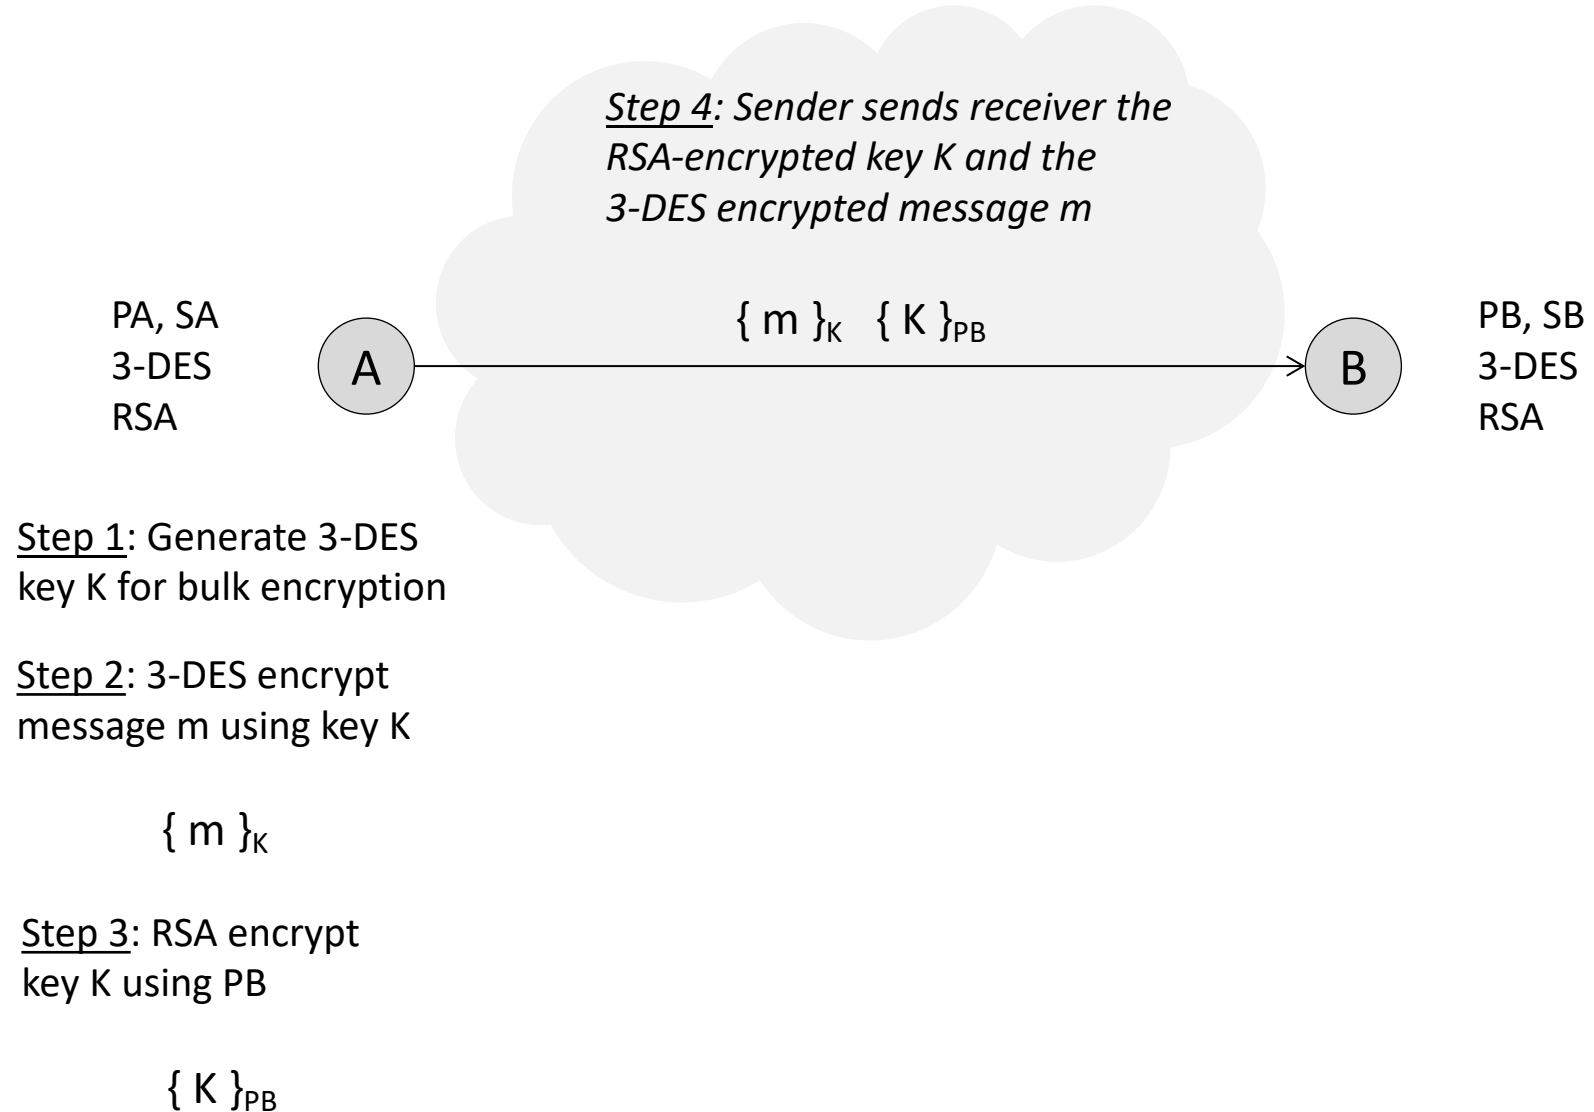 Step 4: Sender sends receiver the
RSA-encrypted key K and the
3-DES encrypted message m
{ m }K { K }PB
PA, SA
3-DES
RSA
A
B
PB, SB
3-DES
RSA
Step 1: Generate 3-DES
key K for bulk encryption
Step 2: 3-DES encrypt
message m using key K
{ m }K
Step 3: RSA encrypt
key K using PB
{ K }PB